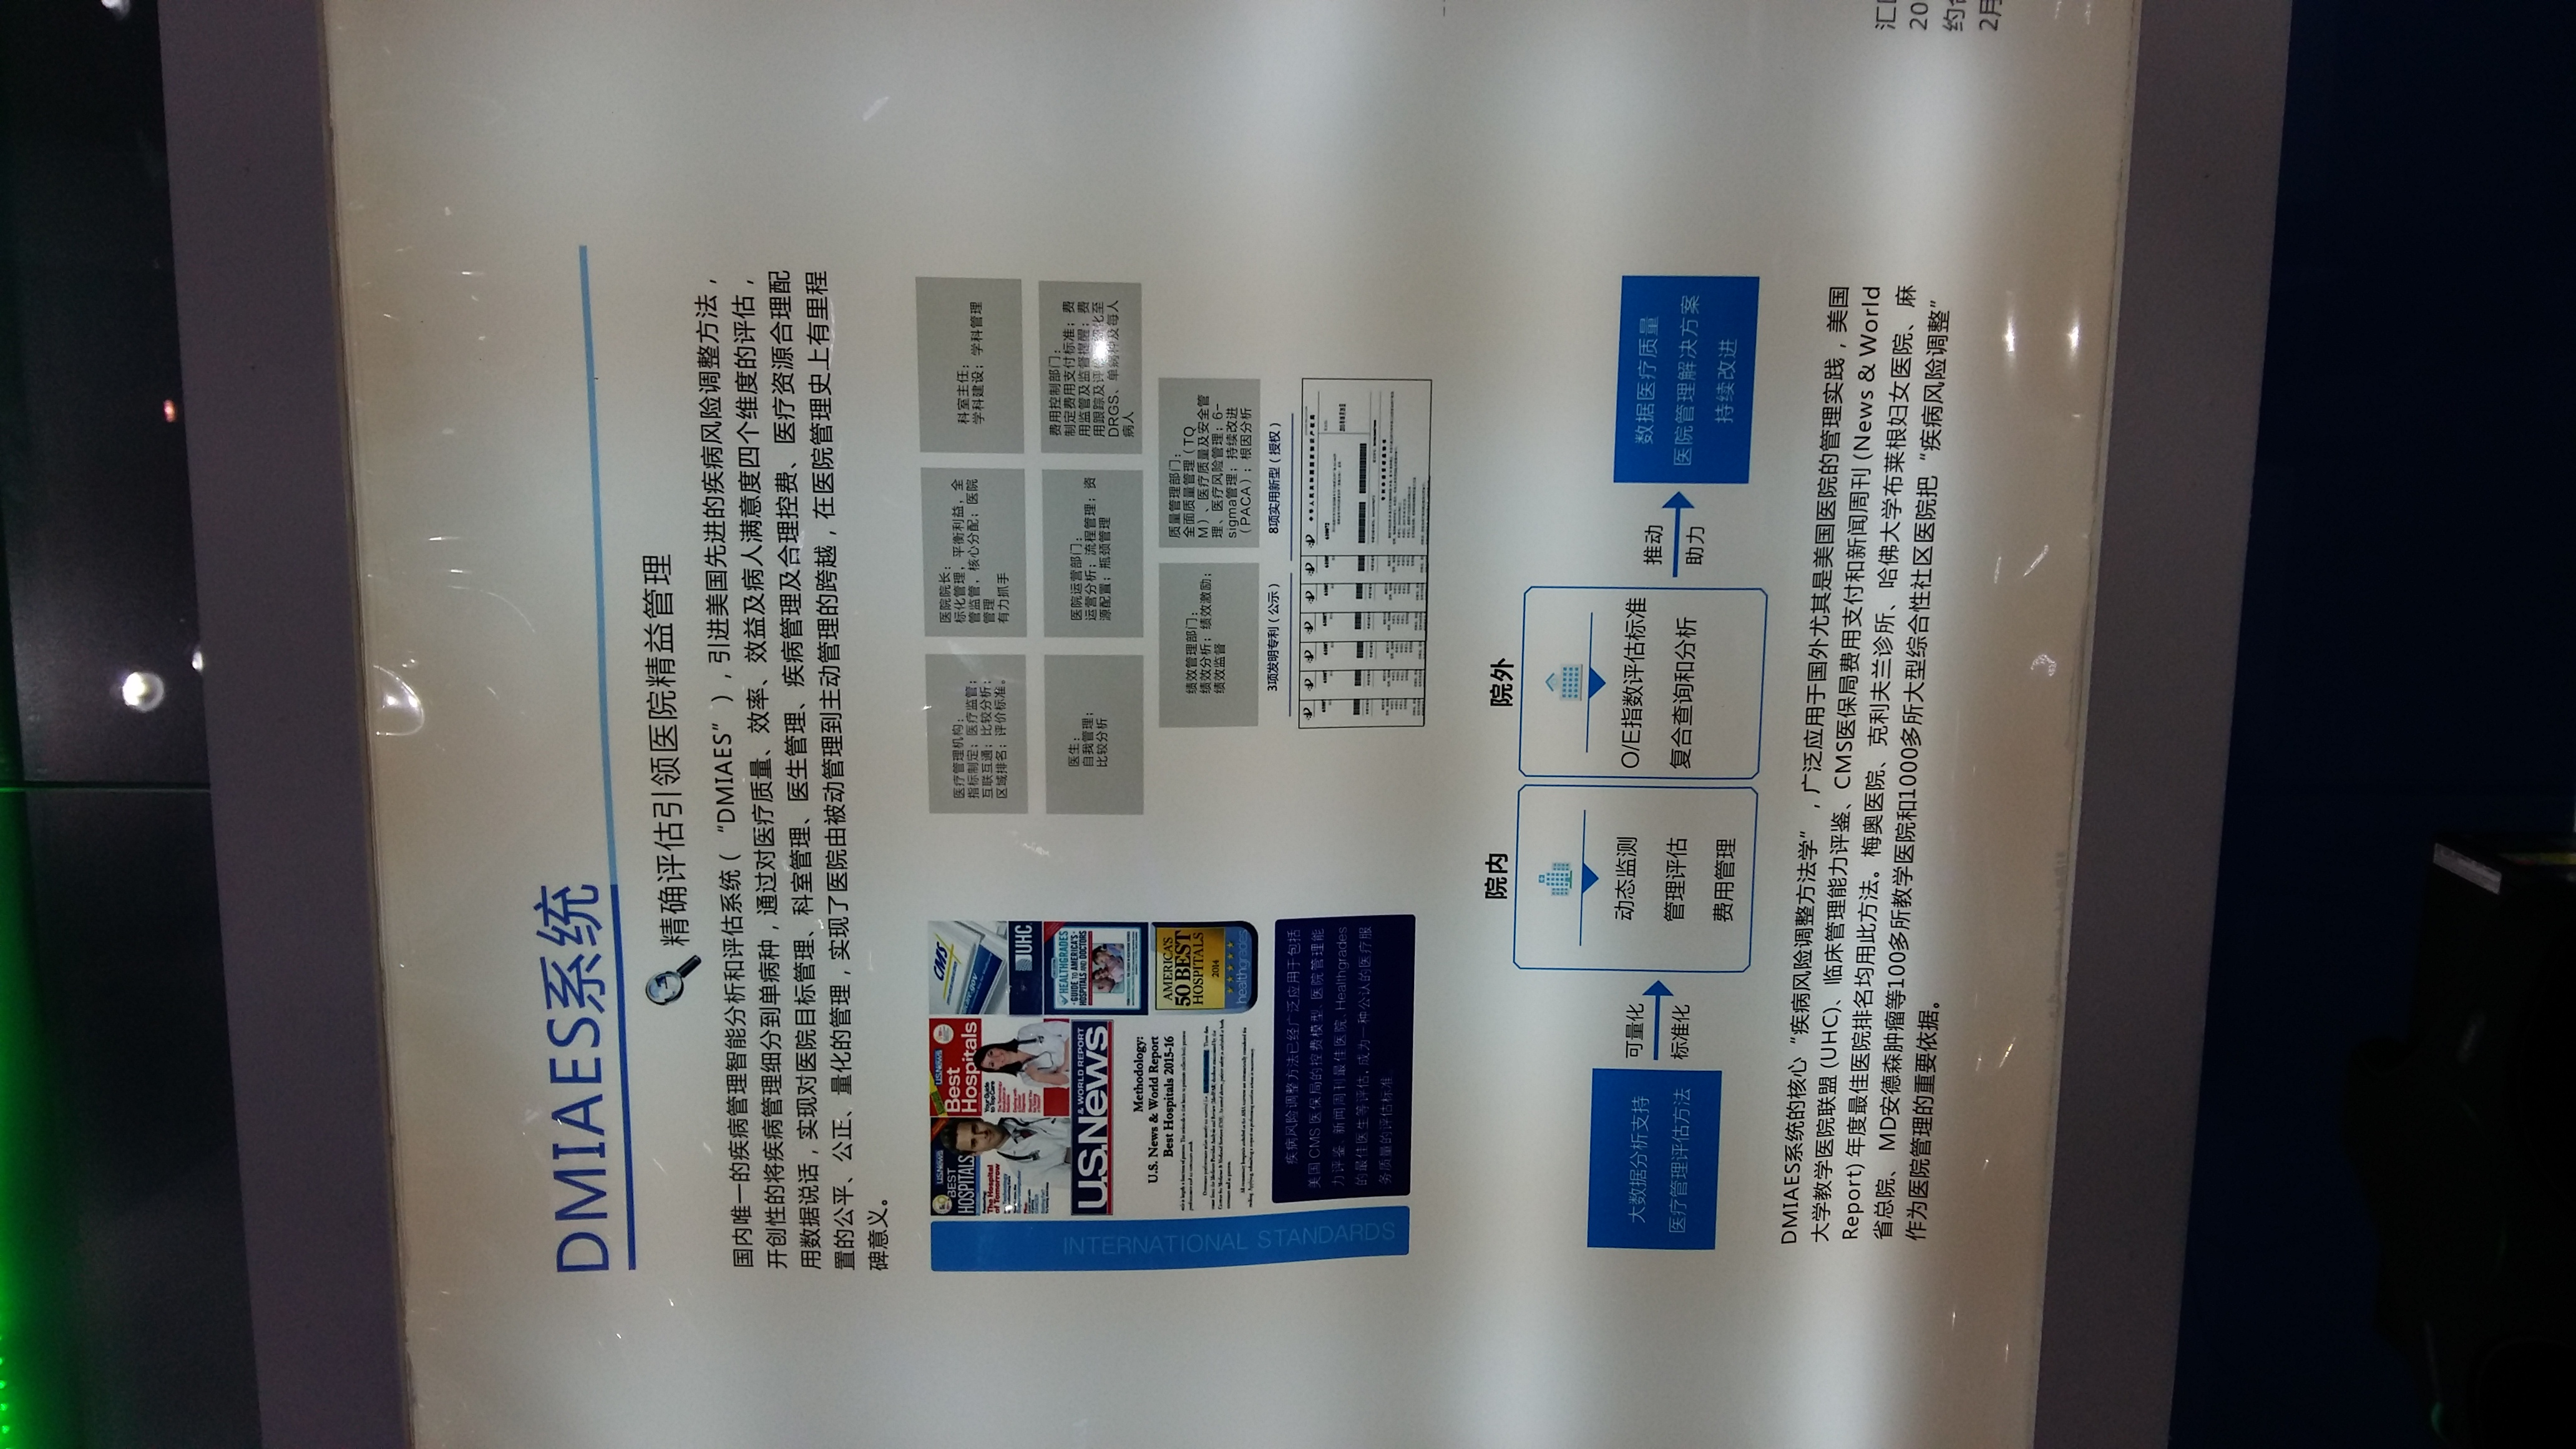 DMIAES系统
精确评估引领医院精益管理
国内唯一的疾病管理智能分析和评估系统（“DMIAES”），引进美国先进的疾病风险调整方法，
开创性的将疾病管理细分到单病种，通过对医疗质量、效率、效益及病人满意度四个维度的评估，
用数据说话，实现对医院目标管理、科室管理、医生管理、疾病管理及合理控费、医疗资源合理配
置的公平、公正、量化的管理，实现了医院由被动管理到主动管理的跨越，在医院管理史上有里程
碑意义。
INTERNATIONAL STANDARDS
U.S.News
BEST
HOSPITALS
Featuring:
The Hospital
of Tomorrow
U.S.News
Best
Hospitals
Your Guide
to Top Care
CMS
UHC
HEALTHGRADES
GUIDE TO AMERICA'S
HOSPITALS AND DOCTORS
U.S.News
& WORLD REPORT
Methodology:
U.S. News & World Report
Best Hospitals 2015-16
AMERICA'S
50 BEST
HOSPITALS
2014
healthgrades
疾病风险调整方法已经广泛应用于包括
美国 CMS 医保局的控费模型、医院管理能
力评鉴、新闻周刊最佳医院、Healthgrades
的最佳医生等评估，成为一种公认的医疗服
务质量的评估标准。
医疗管理机构：
指标制定；医疗监管；
互联互通；比较分析；
区域排名；评价标准。
医院院长：
标化管理，平衡利益，全
管监管，核心分配；医院
管理
有力抓手
科室主任：
学科建设；学科管理
医生：
自我管理；
比较分析
医院运营部门：
运营分析；流程管理；资
源配置；瓶颈管理
费用控制部门：
制定费用支付标准；费
用监管及监督提醒；费
用跟踪及评 化至
DRGS、单病种及每人
病人
绩效管理部门：
绩效分析；绩效激励；
绩效监督
质量管理部门：
全面质量管理（TQ
M）、医疗质量及安全管
理、医疗风险管理；6-
sigma管理；持续改进
（PACA）；根因分析
3项发明专利（公示）
8项实用新型（授权）
院内
院外
大数据分析支持
医疗管理评估方法
可量化
标准化
动态监测
管理评估
费用管理
O/E指数评估标准
复合查询和分析
推动
助力
数据医疗质量
医院管理解决方案
持续改进
DMIAES系统的核心“疾病风险调整方法学”，广泛应用于国外尤其是美国医院的管理实践，美国
大学教学医院联盟 (UHC)、临床管理能力评鉴、CMS医保局费用支付和新闻周刊 (News & World
Report) 年度最佳医院排名均用此方法。梅奥医院、克利夫兰诊所、哈佛大学布莱根妇女医院、麻
省总院、 MD安德森肿瘤等100多所教学医院和1000多所大型综合性社区医院把“疾病风险调整”
作为医院管理的重要依据。
汇
20
约
2月